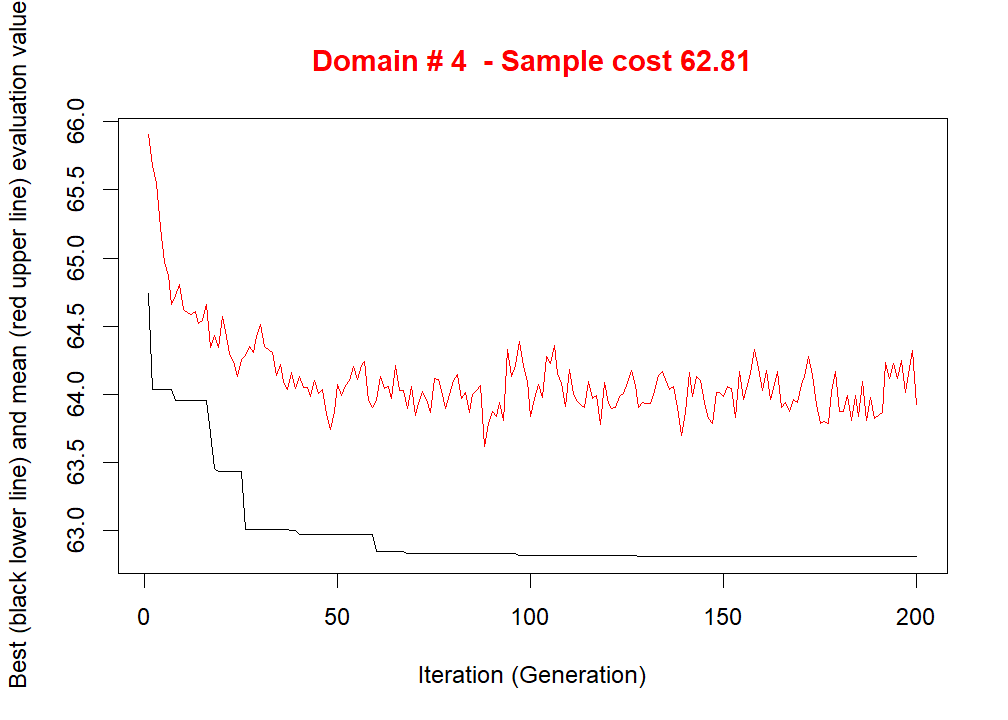 Domain # 4  - Sample cost 62.81
Best (black lower line) and mean (red upper line) evaluation value
66.0
65.5
65.0
64.5
64.0
63.5
63.0
0 50 100 150 200
Iteration (Generation)